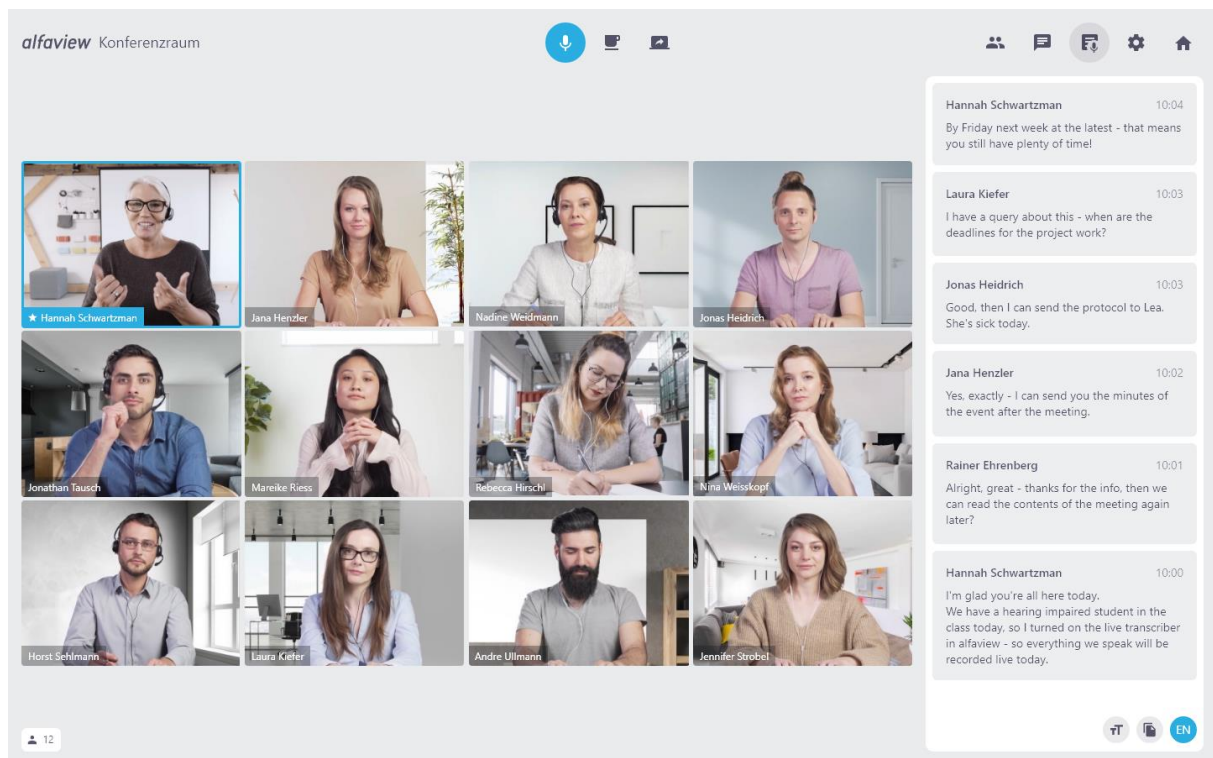 alfaview Konferenzraum
Hannah Schwartzman
Jana Henzler
Nadine Weidmann
Jonas Heidrich
Jonathan Tausch
Mareike Riess
Rebecca Hirschl
Nina Weisskopf
Horst Sehlmann
Laura Kiefer
Andre Ullmann
Jennifer Strobel
12
Hannah Schwartzman 10:04
By Friday next week at the latest - that means
you still have plenty of time!
Laura Kiefer 10:03
I have a query about this - when are the
deadlines for the project work?
Jonas Heidrich 10:03
Good, then I can send the protocol to Lea.
She's sick today.
Jana Henzler 10:02
Yes, exactly - I can send you the minutes of
the event after the meeting.
Rainer Ehrenberg 10:01
Alright, great - thanks for the info, then we
can read the contents of the meeting again
later?
Hannah Schwartzman 10:00
I'm glad you're all here today.
We have a hearing impaired student in the
class today, so I turned on the live transcriber
in alfaview - so everything we speak will be
recorded live today.
TT
EN